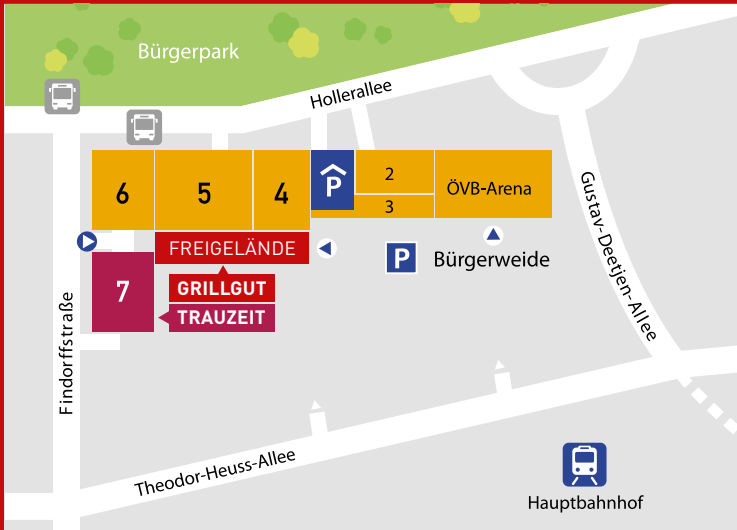 Bürgerpark
Hollerallee
6
5
4
P
2
3
ÖVB-Arena
FREIGELÄNDE
P
Bürgerweide
7
GRILLGUT
TRAUZEIT
Findorffstraße
Gustav-Deetjen-Allee
Theodor-Heuss-Allee
Hauptbahnhof